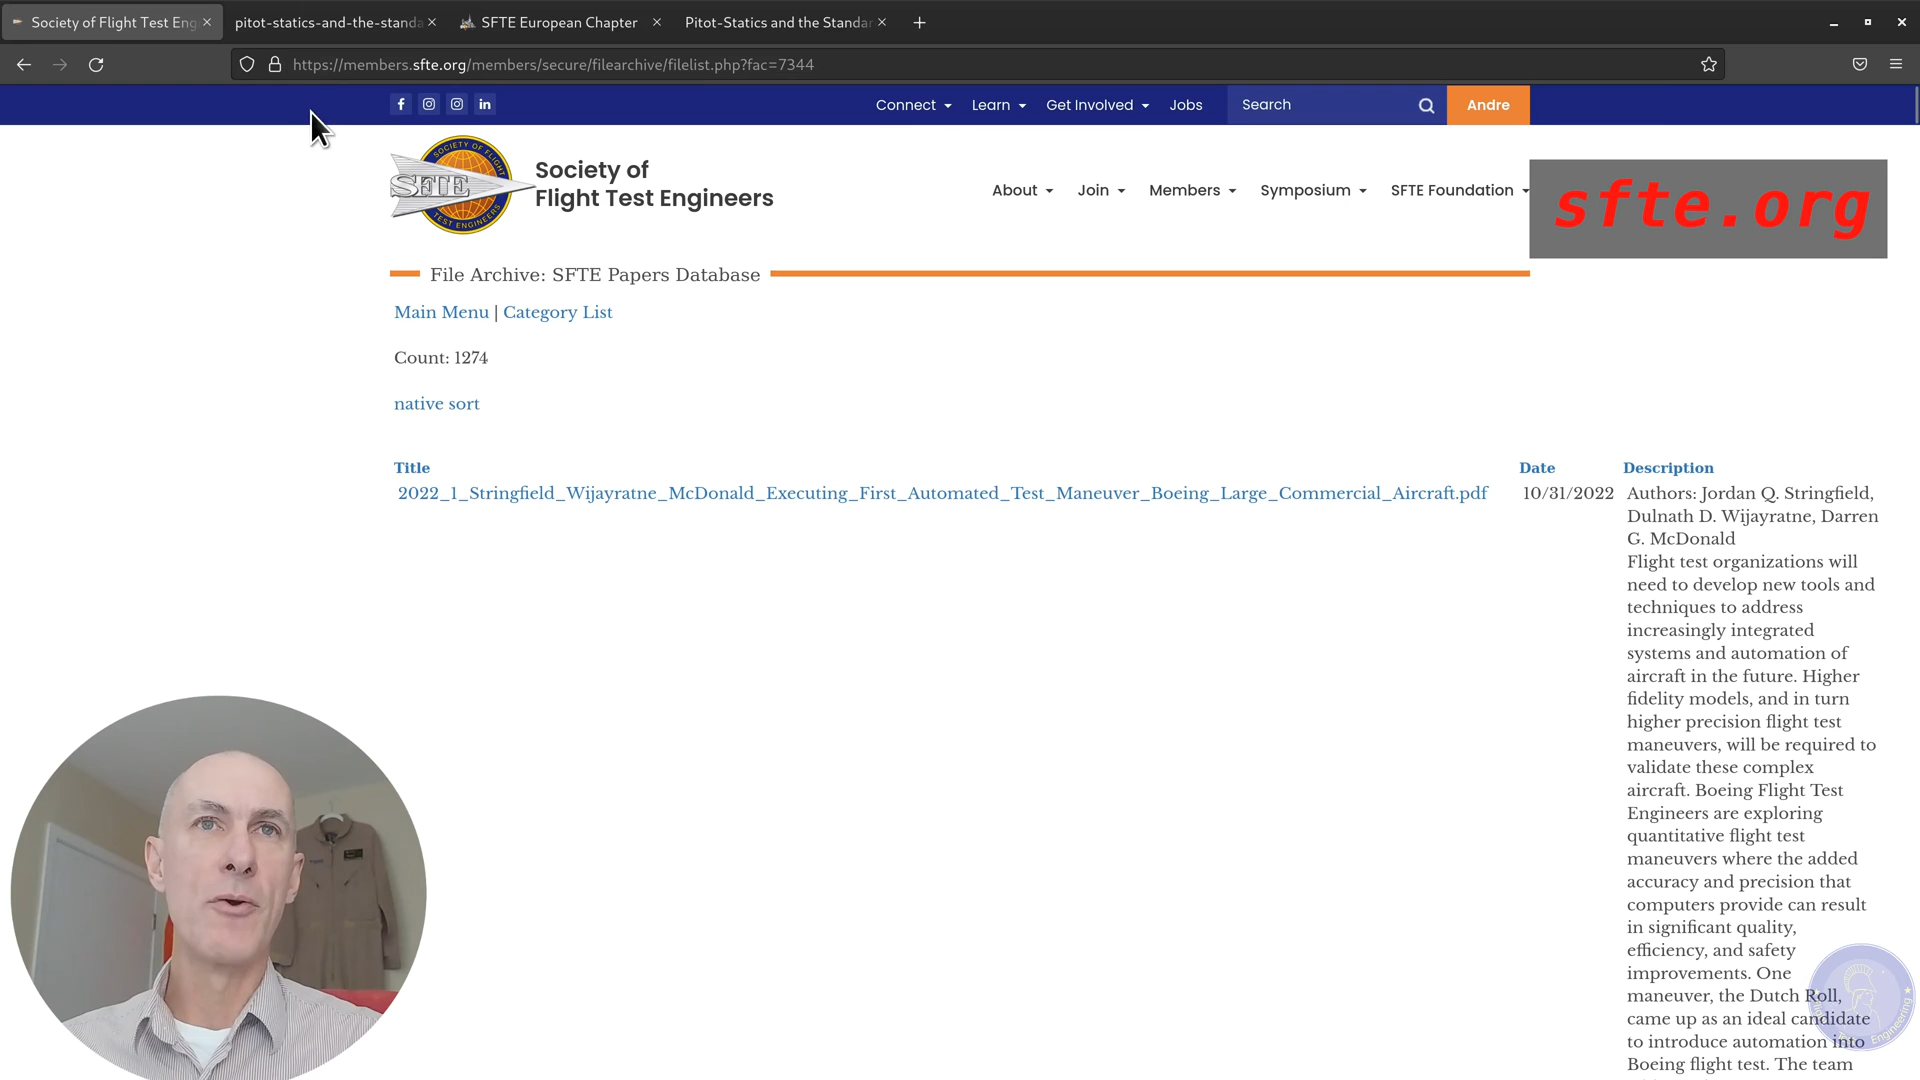 Society of Flight Test Eng
pitot-statics-and-the-standa
SFTE European Chapter
Pitot-Statics and the Standar
https://members.sfte.org/members/secure/filearchive/filelist.php?fac=7344
Connect
Learn
Get Involved
Jobs
Search
Andre
SOCIETY OF FLIGHT
SFTE
TEST ENGINEERS
Society of
Flight Test Engineers
About
Join
Members
Symposium
SFTE Foundation
sfte.org
File Archive: SFTE Papers Database
Main Menu | Category List
Count: 1274
native sort
Title
Date
Description
2022_1_Stringfield_Wijayratne_McDonald_Executing_First_Automated_Test_Maneuver_Boeing_Large_Commercial_Aircraft.pdf
10/31/2022
Authors: Jordan Q. Stringfield,
Dulnath D. Wijayratne, Darren
G. McDonald
Flight test organizations will
need to develop new tools and
techniques to address
increasingly integrated
systems and automation of
aircraft in the future. Higher
fidelity models, and in turn
higher precision flight test
maneuvers, will be required to
validate these complex
aircraft. Boeing Flight Test
Engineers are exploring
quantitative flight test
maneuvers where the added
accuracy and precision that
computers provide can result
in significant quality,
efficiency, and safety
improvements. One
maneuver, the Dutch Roll,
came up as an ideal candidate
to introduce automation into
Boeing flight test. The team